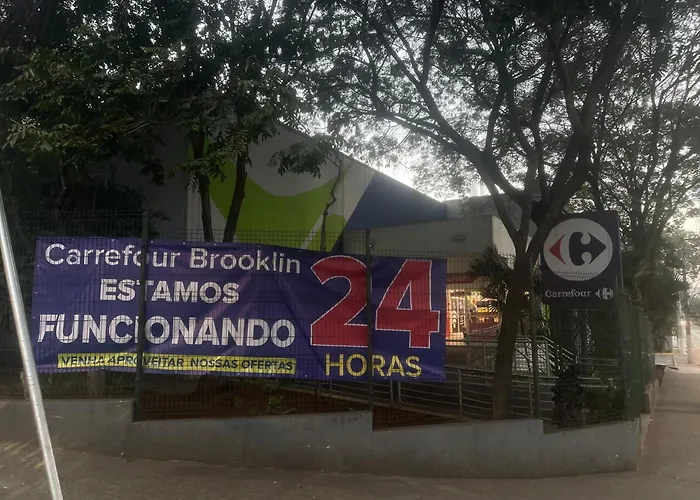 Carrefour Brooklin
ESTAMOS
FUNCIONANDO
VENHA APROVEITAR NOSSAS OFERTAS
24
HORAS
Carrefour